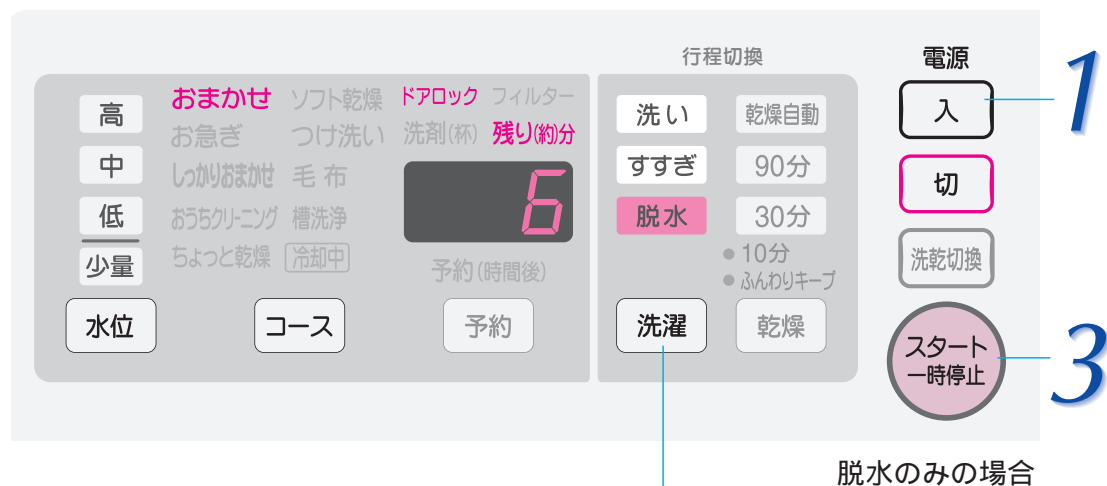 行程切換
電源
高
中
低
少量
おまかせ ソフト乾燥
お急ぎ つけ洗い
しっかりおまかせ 毛布
おうちクリーニング 槽洗浄
ちょっと乾燥 冷却中
ドアロック フィルター
洗剤(杯) 残り(約)分
6
予約(時間後)
水位
コース
予約
洗い
すすぎ
脱水
乾燥自動
90分
30分
●10分
●ふんわりキープ
洗濯
乾燥
入
1
切
洗乾切換
スタート
一時停止
3
脱水のみの場合